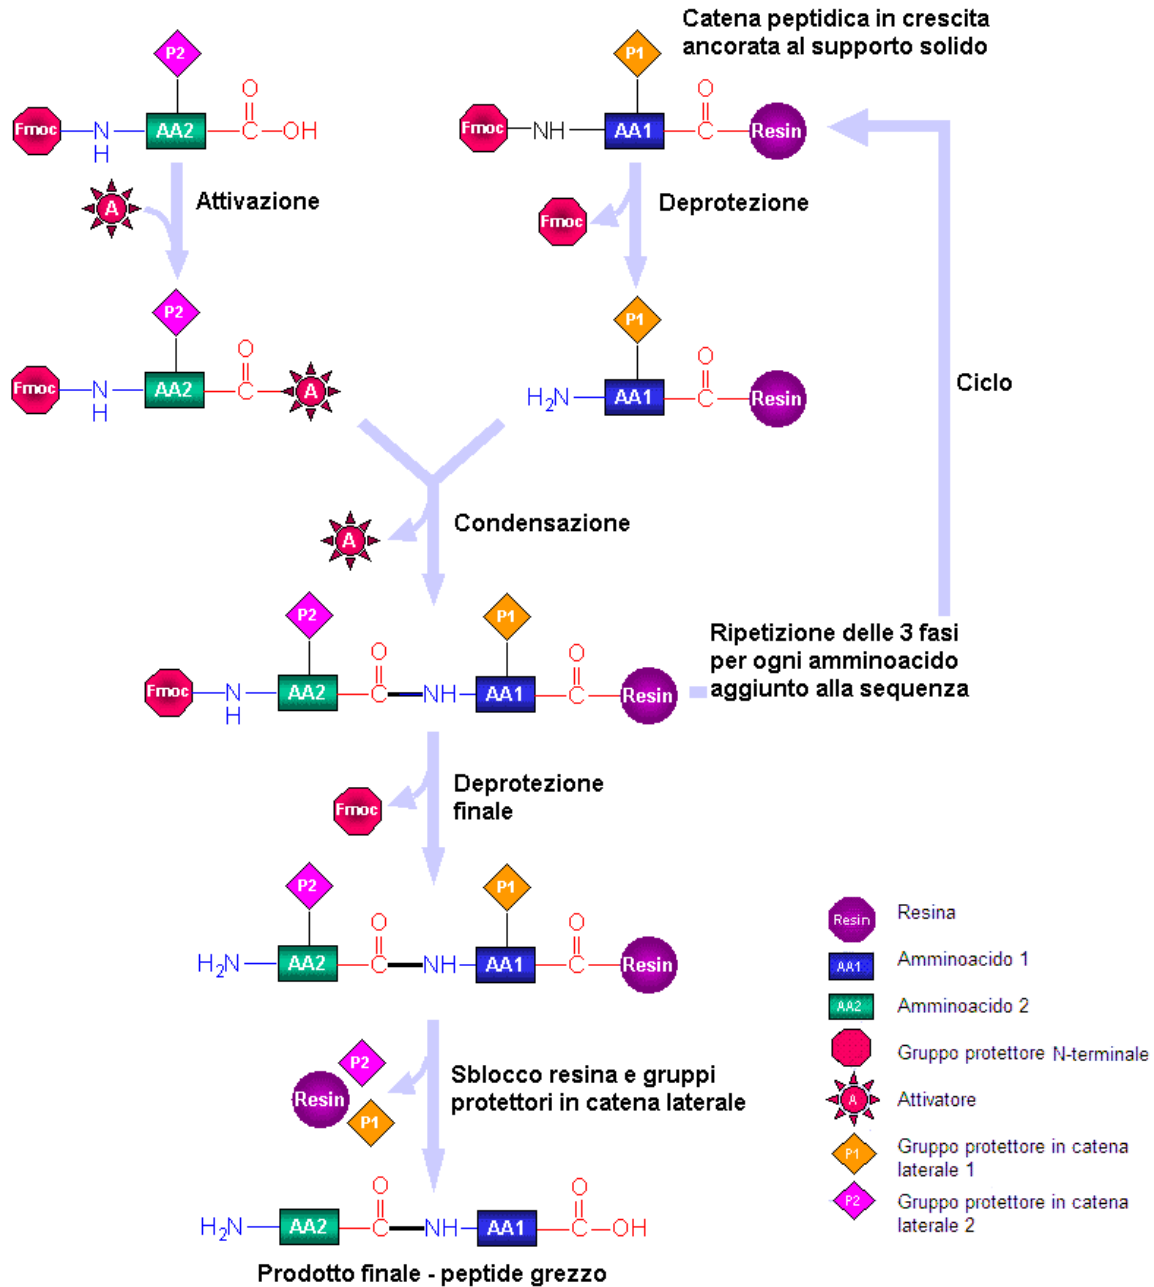 Catena peptidica in crescita
ancorata al supporto solido
P2
O
Fmoc
N
H
AA2
C
OH
P1
O
Fmoc
NH
AA1
C
Resin
A
Attivazione
Fmoc
Deprotezione
P2
O
Fmoc
N
H
AA2
C
A
P1
O
H2N
AA1
C
Resin
Ciclo
A
Condensazione
P2
P1
O
O
Fmoc
N
H
AA2
C
NH
AA1
C
Resin
Ripetizione delle 3 fasi
per ogni amminoacido
aggiunto alla sequenza
Fmoc
Deprotezione
finale
P2
P1
O
O
H2N
AA2
C
NH
AA1
C
Resin
P2
Resin
P1
Sblocco resina e gruppi
protettori in catena laterale
O
O
H2N
AA2
C
NH
AA1
C
OH
Prodotto finale - peptide grezzo
Resin
Resina
AA1
Amminoacido 1
AA2
Amminoacido 2
Gruppo protettore N-terminale
A
Attivatore
P1
Gruppo protettore in catena
laterale 1
P2
Gruppo protettore in catena
laterale 2